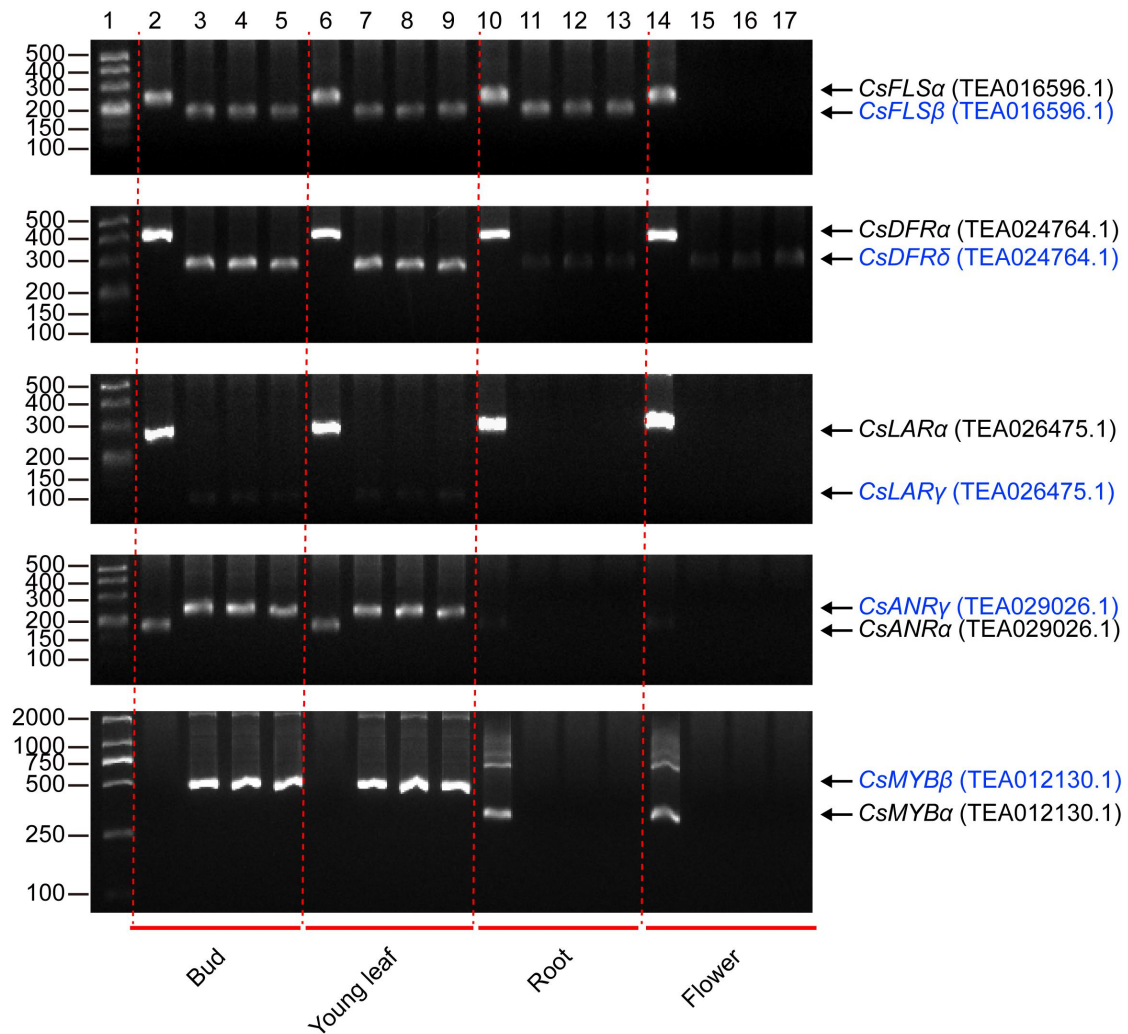 1 2 3 4 5 6 7 8 9 10 11 12 13 14 15 16 17
500
400
300
200
150
100
CsFLSα (TEA016596.1)
CsFLSβ (TEA016596.1)
500
400
300
200
150
100
CsDFRα (TEA024764.1)
CsDFRδ (TEA024764.1)
500
400
300
200
150
100
CsLARα (TEA026475.1)
CsLARγ (TEA026475.1)
500
400
300
200
150
100
CsANRγ (TEA029026.1)
CsANRα (TEA029026.1)
2000
1000
750
500
250
100
CsMYBβ (TEA012130.1)
CsMYBα (TEA012130.1)
Bud
Young leaf
Root
Flower